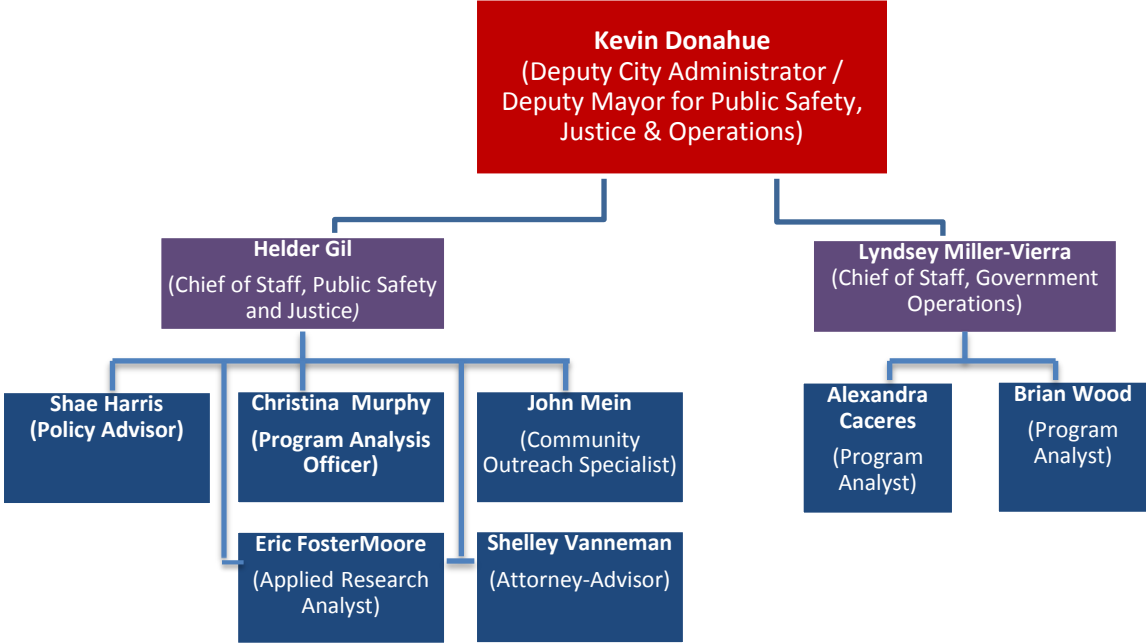 Kevin Donahue
(Deputy City Administrator /
Deputy Mayor for Public Safety,
Justice & Operations)
Helder Gil
(Chief of Staff, Public Safety
and Justice)
Lyndsey Miller-Vierra
(Chief of Staff, Government
Operations)
Shae Harris
(Policy Advisor)
Christina Murphy
(Program Analysis
Officer)
John Mein
(Community
Outreach Specialist)
Alexandra
Caceres
(Program
Analyst)
Brian Wood
(Program
Analyst)
Eric FosterMoore
(Applied Research
Analyst)
Shelley Vanneman
(Attorney-Advisor)